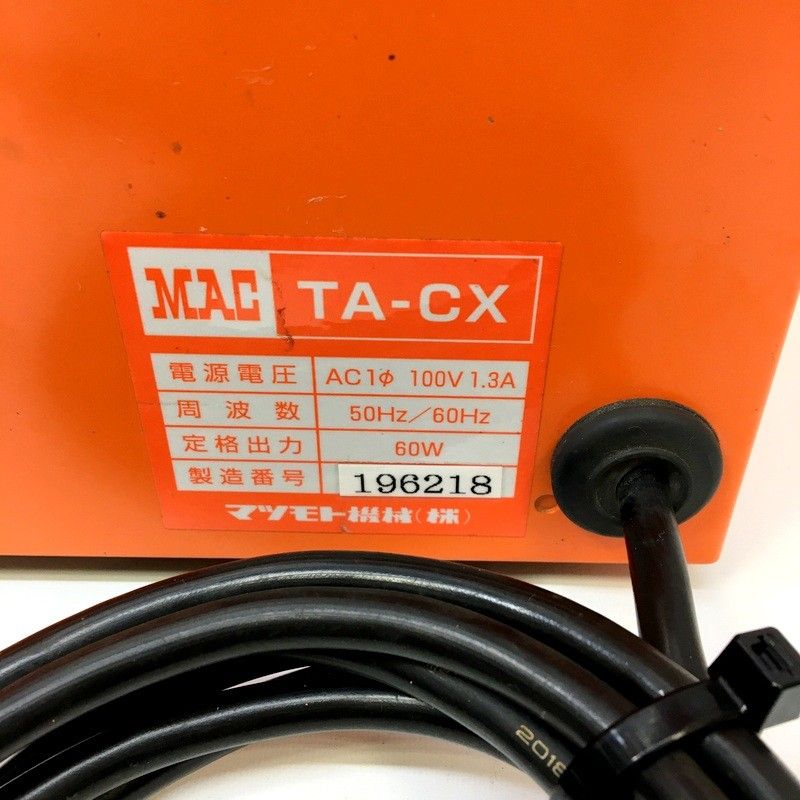 MAC TA-CX
電源電圧 AC1φ 100V 1.3A
周波数 50Hz/60Hz
定格出力 60W
製造番号 196218
マツモト機械(株)
2018